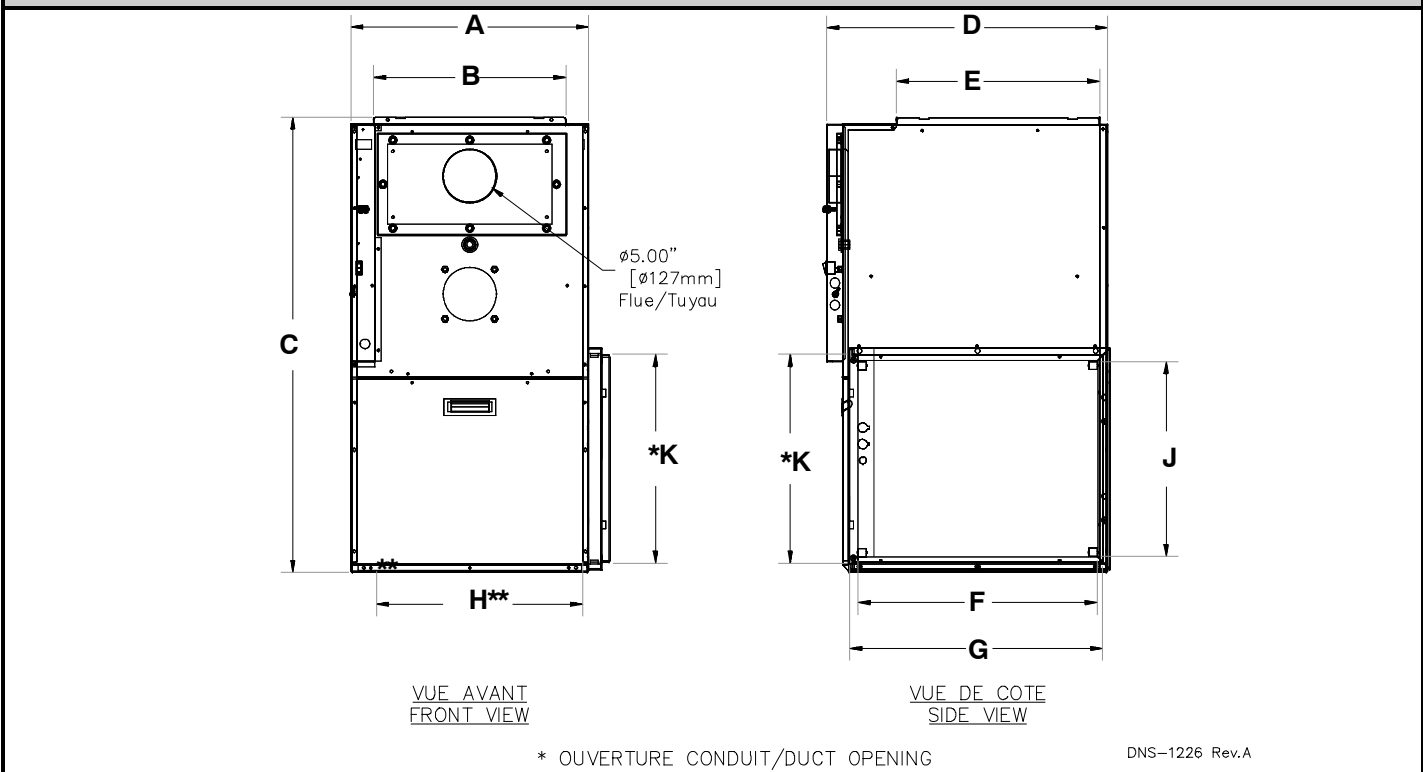 A
D
B
E
ø5.00"
[ø127mm]
Flue/Tuyau
C
*K
*K
J
**
H**
F
G
VUE AVANT
FRONT VIEW
VUE DE COTE
SIDE VIEW
* OUVERTURE CONDUIT/DUCT OPENING
DNS-1226 Rev.A